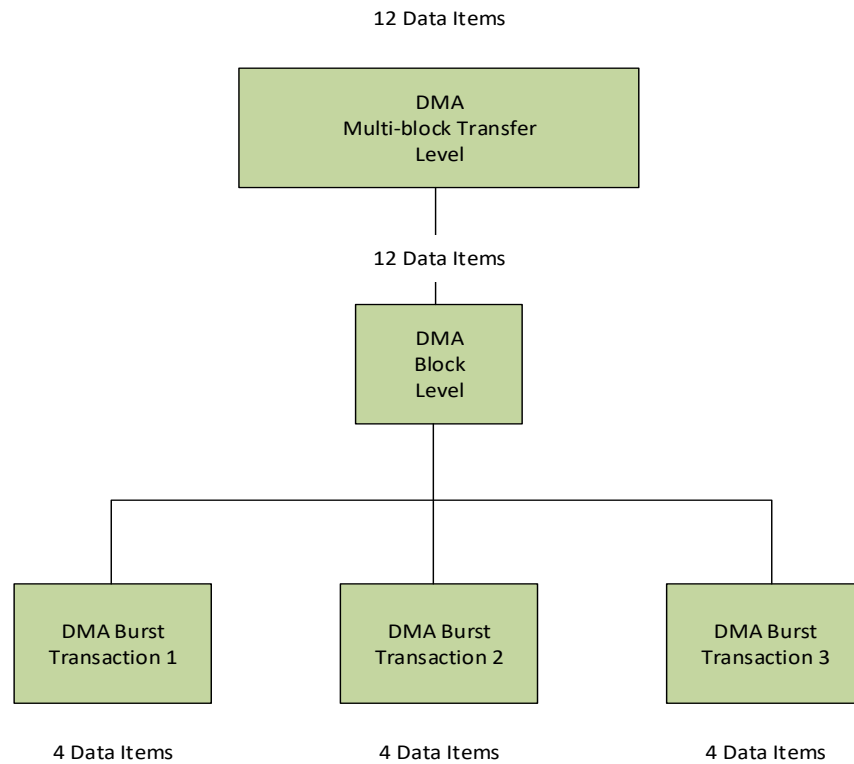 12 Data Items
DMA
Multi-block Transfer
Level
12 Data Items
DMA
Block
Level
DMA Burst
Transaction 1
DMA Burst
Transaction 2
DMA Burst
Transaction 3
4 Data Items
4 Data Items
4 Data Items